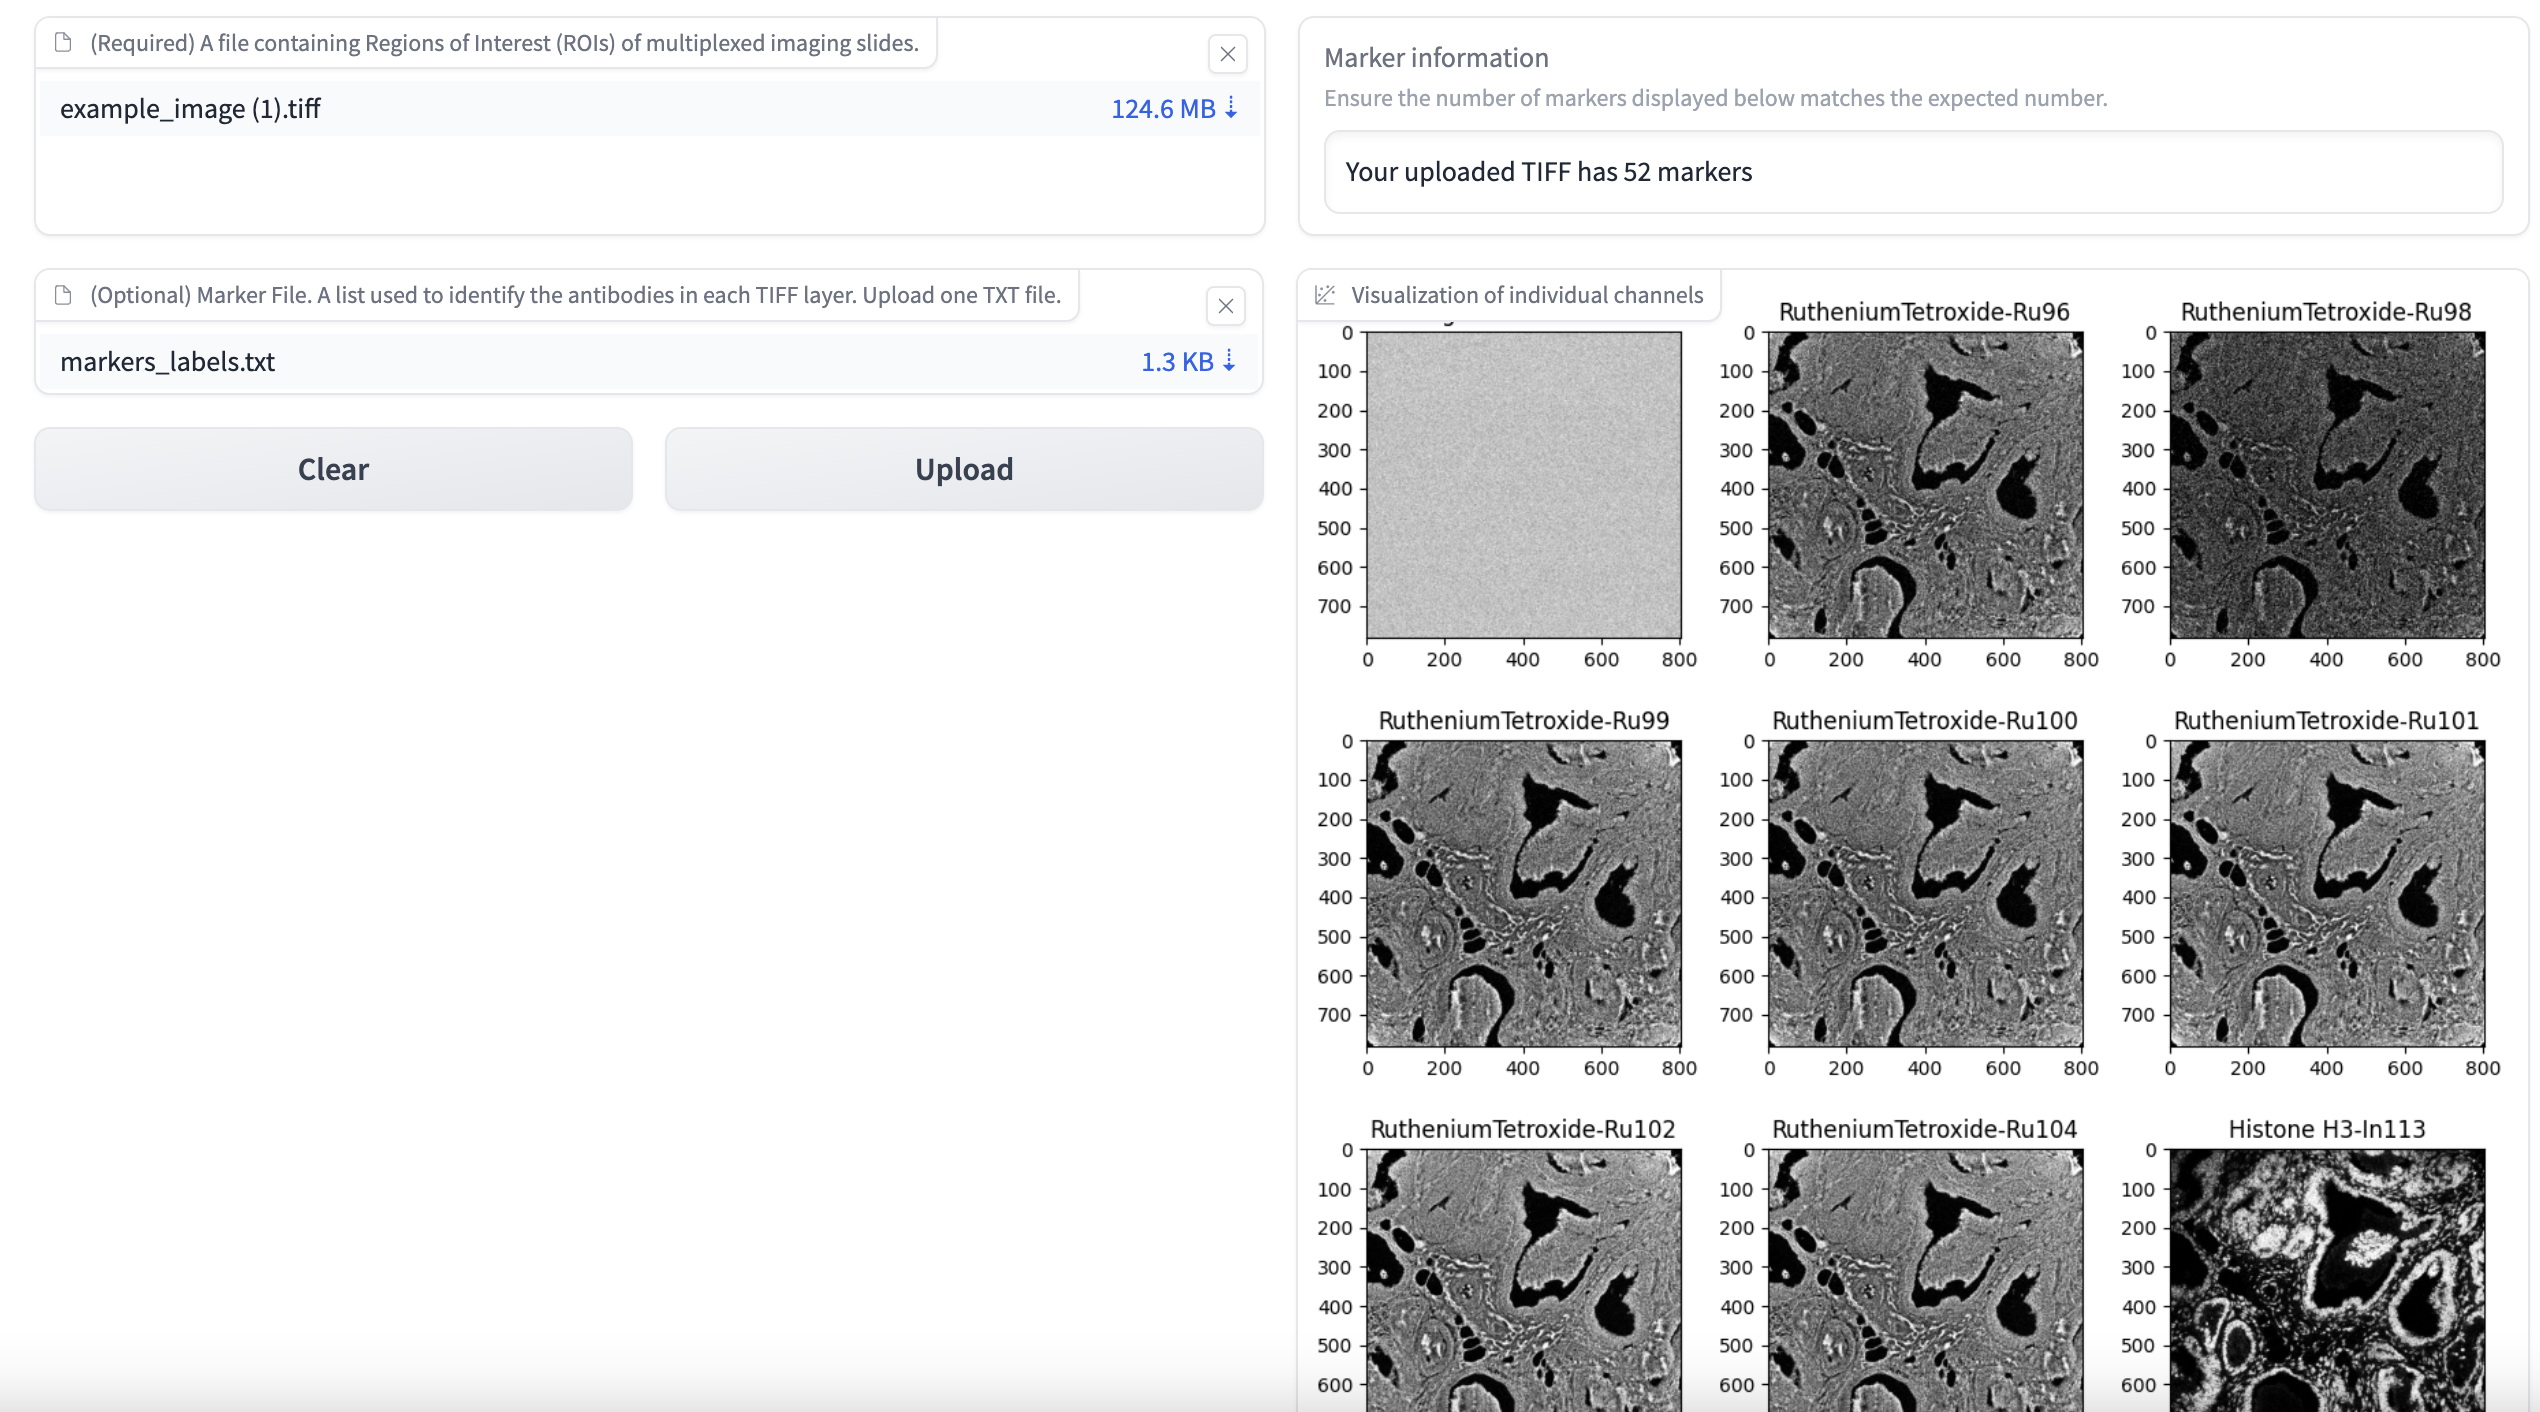 (Required) A file containing Regions of Interest (ROIs) of multiplexed imaging slides.
example_image (1).tiff
124.6 MB ⇣
Marker information
Ensure the number of markers displayed below matches the expected number.
Your uploaded TIFF has 52 markers
(Optional) Marker File. A list used to identify the antibodies in each TIFF layer. Upload one TXT file.
markers_labels.txt
1.3 KB ⇣
Clear
Upload
Visualization of individual channels
0
100
200
300
400
500
600
700
0 200 400 600 800
RutheniumTetroxide-Ru96
0
100
200
300
400
500
600
700
0 200 400 600 800
RutheniumTetroxide-Ru98
0
100
200
300
400
500
600
700
0 200 400 600 800
RutheniumTetroxide-Ru99
0
100
200
300
400
500
600
700
0 200 400 600 800
RutheniumTetroxide-Ru100
0
100
200
300
400
500
600
700
0 200 400 600 800
RutheniumTetroxide-Ru101
0
100
200
300
400
500
600
700
0 200 400 600 800
RutheniumTetroxide-Ru102
0
100
200
300
400
500
600
RutheniumTetroxide-Ru104
0
100
200
300
400
500
600
Histone H3-In113
0
100
200
300
400
500
600